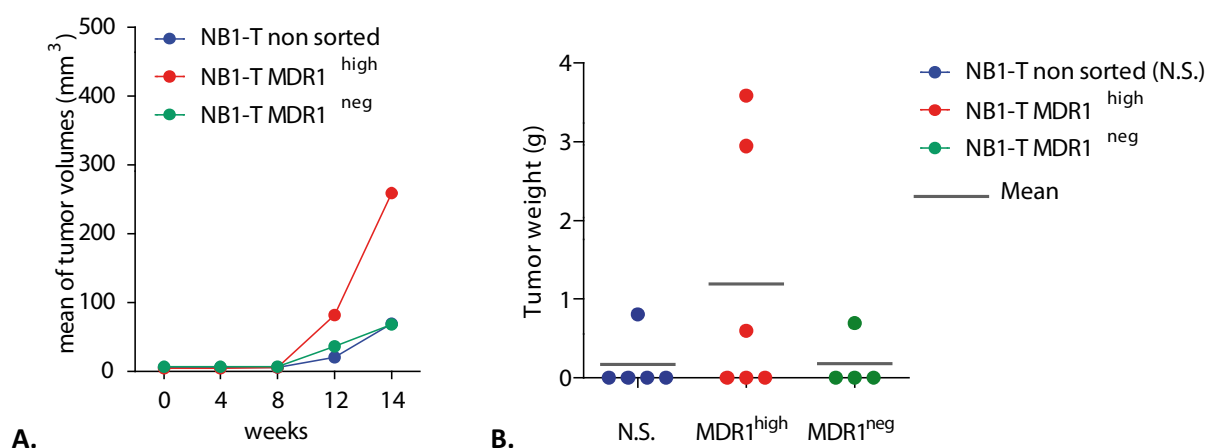 mean of tumor volumes (mm³)
500
400
300
200
100
0
NB1-T non sorted
NB1-T MDR1 high
NB1-T MDR1 neg
0 4 8 12 14
weeks
A.
Tumor weight (g)
4
3
2
1
0
N.S. MDR1high MDR1neg
NB1-T non sorted (N.S.)
NB1-T MDR1 high
NB1-T MDR1 neg
Mean
B.